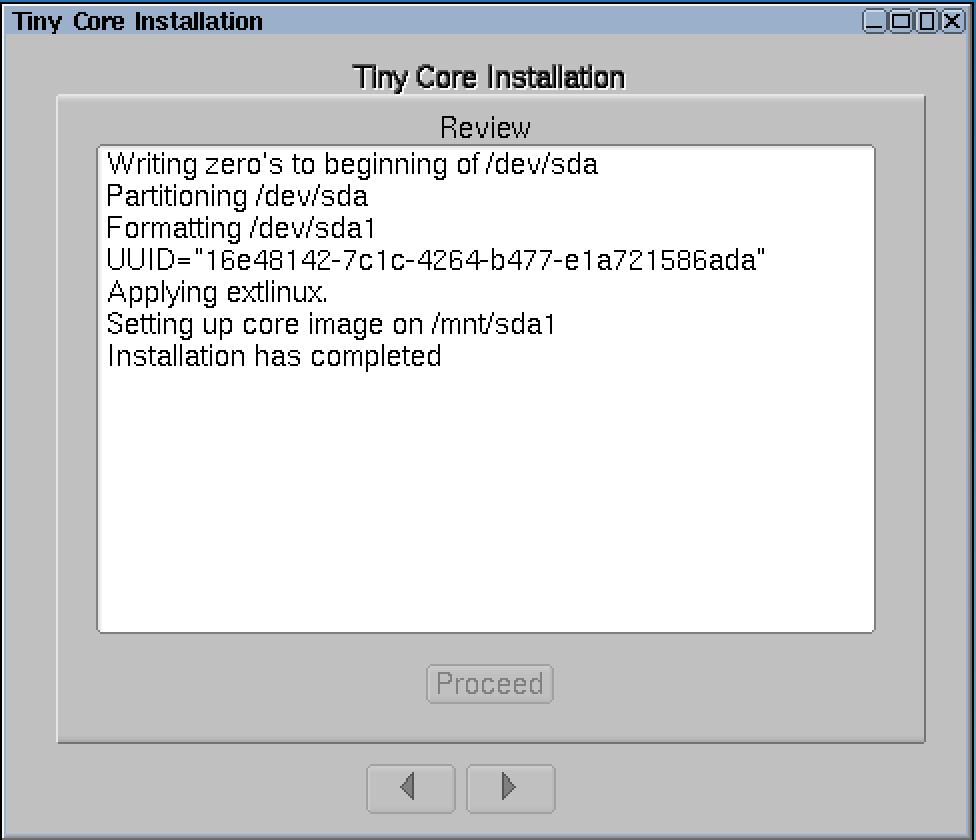 Tiny Core Installation
Tiny Core Installation
Review
Writing zero's to beginning of /dev/sda
Partitioning /dev/sda
Formatting /dev/sda1
UUID="16e48142-7c1c-4264-b477-e1a721586ada"
Applying extlinux.
Setting up core image on /mnt/sda1
Installation has completed
Proceed